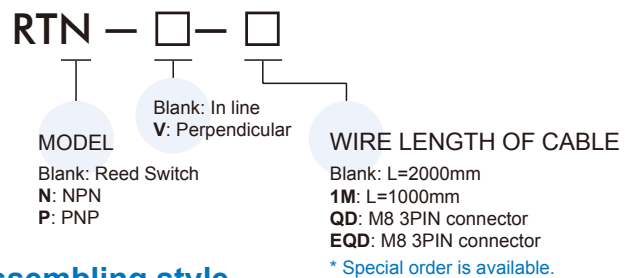 RTN — □ — □
Blank: In line
V: Perpendicular
MODEL
Blank: Reed Switch
N: NPN
P: PNP
WIRE LENGTH OF CABLE
Blank: L=2000mm
1M: L=1000mm
QD: M8 3PIN connector
EQD: M8 3PIN connector
* Special order is available.
style